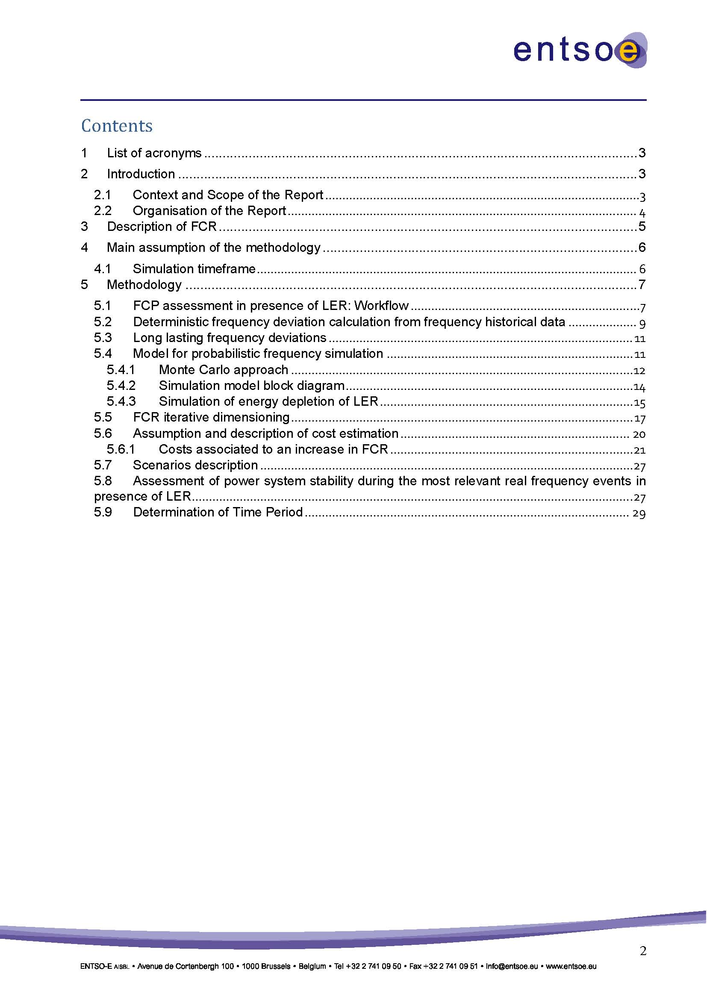 entsoe
Contents
1 List of acronyms ........ 3
2 Introduction ........ 3
2.1 Context and Scope of the Report ........ 3
2.2 Organisation of the Report ........ 4
3 Description of FCR ........ 5
4 Main assumption of the methodology ........ 6
4.1 Simulation timeframe ........ 6
5 Methodology ........ 7
5.1 FCP assessment in presence of LER: Workflow ........ 7
5.2 Deterministic frequency deviation calculation from frequency historical data ........ 9
5.3 Long lasting frequency deviations ........ 11
5.4 Model for probabilistic frequency simulation ........ 11
5.4.1 Monte Carlo approach ........ 12
5.4.2 Simulation model block diagram ........ 14
5.4.3 Simulation of energy depletion of LER ........ 15
5.5 FCR iterative dimensioning ........ 17
5.6 Assumption and description of cost estimation ........ 20
5.6.1 Costs associated to an increase in FCR ........ 21
5.7 Scenarios description ........ 27
5.8 Assessment of power system stability during the most relevant real frequency events in
presence of LER ........ 27
5.9 Determination of Time Period ........ 29
2
ENTSO-E AISBL • Avenue de Cortenbergh 100 • 1000 Brussels • Belgium • Tel +32 2 741 09 50 • Fax +32 2 741 09 51 • info@entsoe.eu • www.entsoe.eu